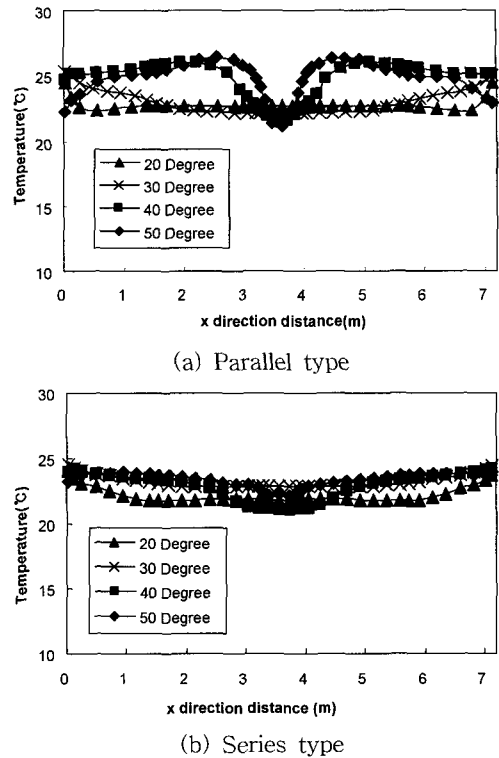 30
25
20
15
10
Temperature(℃)
20 Degree
30 Degree
40 Degree
50 Degree
0 1 2 3 4 5 6 7
x direction distance(m)
(a) Parallel type
30
25
20
15
10
Temperature(℃)
20 Degree
30 Degree
40 Degree
50 Degree
0 1 2 3 4 5 6 7
x direction distance (m)
(b) Series type